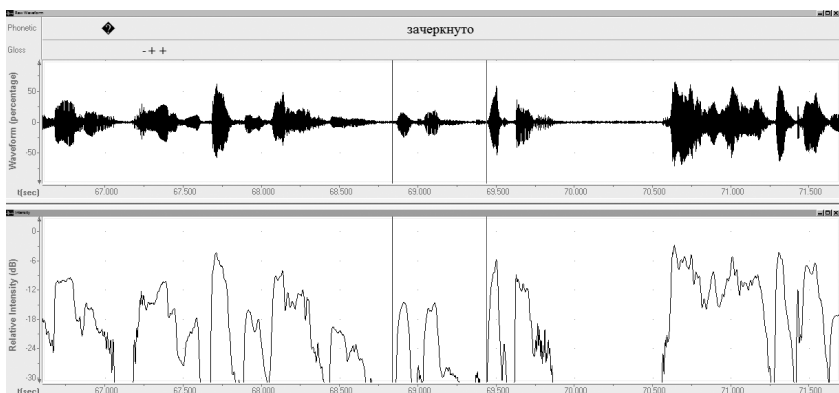 Raw Waveform
Phonetic � зачеркнуто
Gloss -++
Waveform (percentage)
50
0
-50
t(sec) 67.000 67.500 68.000 68.500 69.000 69.500 70.000 70.500 71.000 71.500
Intensity
Relative Intensity (dB)
0
-6
-12
-18
-24
-30
t(sec) 67.000 67.500 68.000 68.500 69.000 69.500 70.000 70.500 71.000 71.500